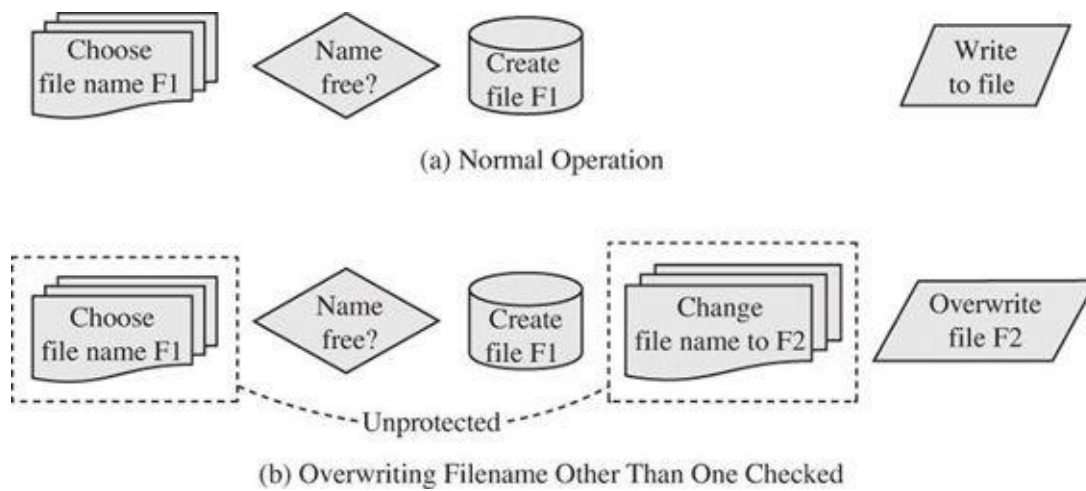 Choose
file name F1
Name
free?
Create
file F1
Write
to file
(a) Normal Operation
Choose
file name F1
Name
free?
Create
file F1
Change
file name to F2
Overwrite
file F2
Unprotected
(b) Overwriting Filename Other Than One Checked